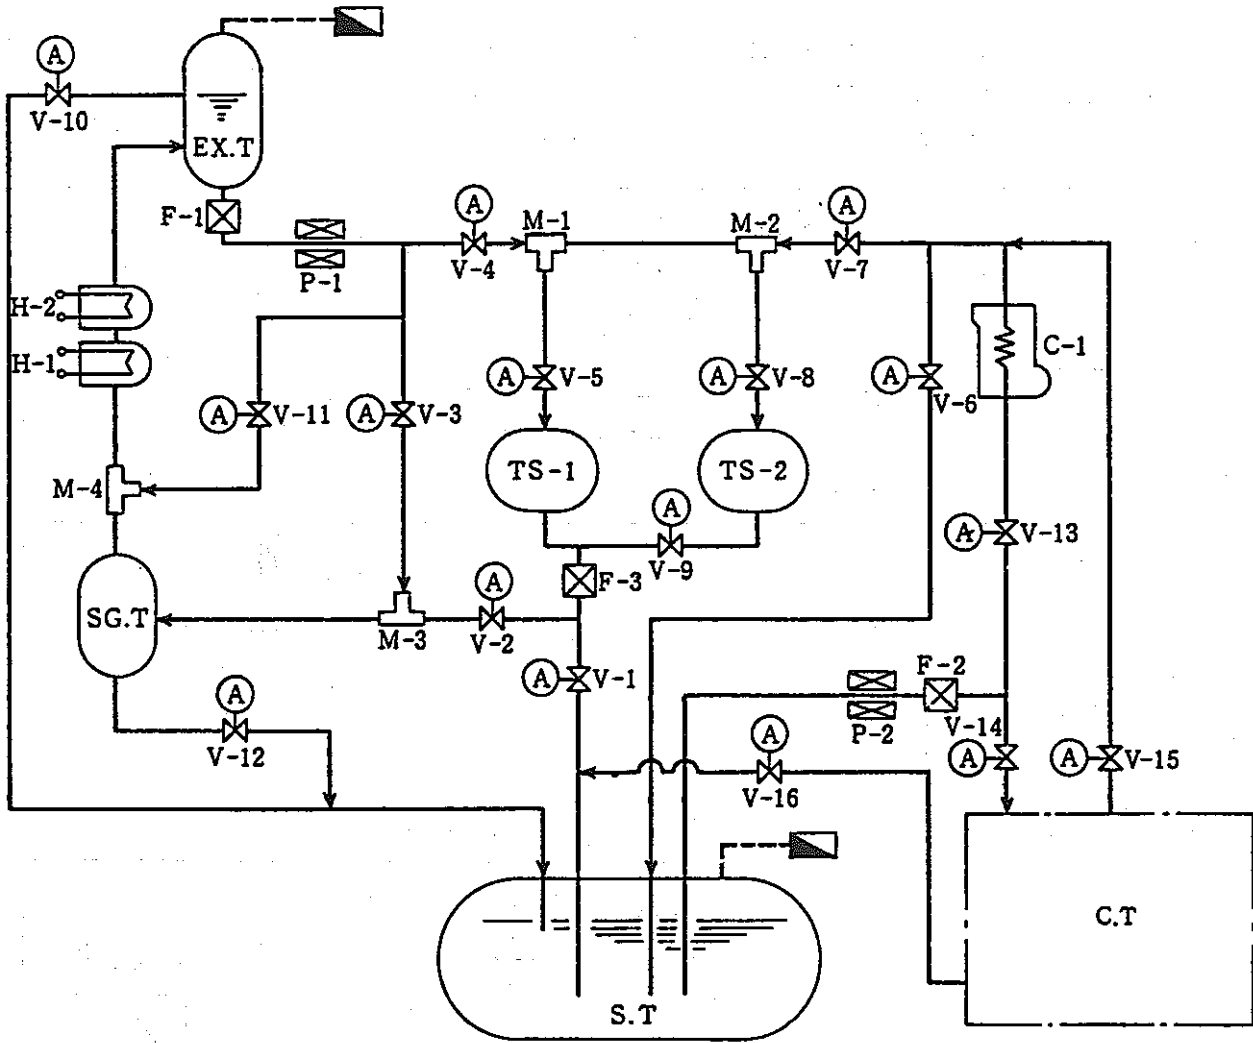 A
V-10
EX.T
F-1
P-1
A
V-4
M-1
M-2
A
V-7
H-2
H-1
C-1
A
V-11
A
V-3
A
V-5
A
V-8
A
V-6
TS-1
TS-2
M-4
A
V-9
A
V-13
F-3
SG.T
M-3
A
V-2
A
V-1
F-2
A
V-12
P-2
V-14
A
A
V-16
A
V-15
C.T
S.T